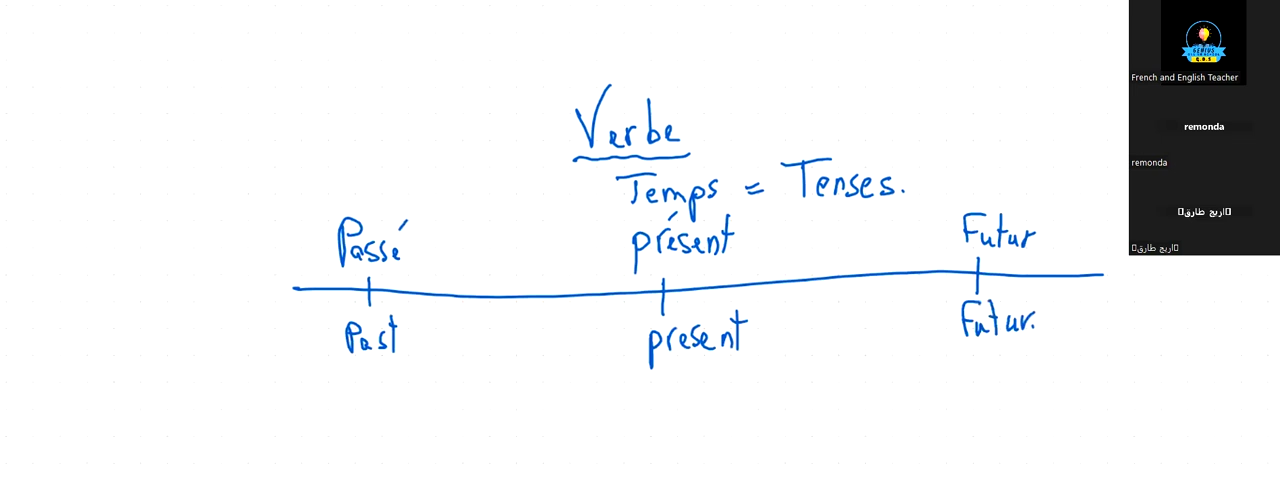 Verbe
Temps = Tenses.
Passé présent Futur
Past present Futur.
GENIUS
Q.B.S
French and English Teacher
remonda
remonda
اريج طارق
اريج طارق